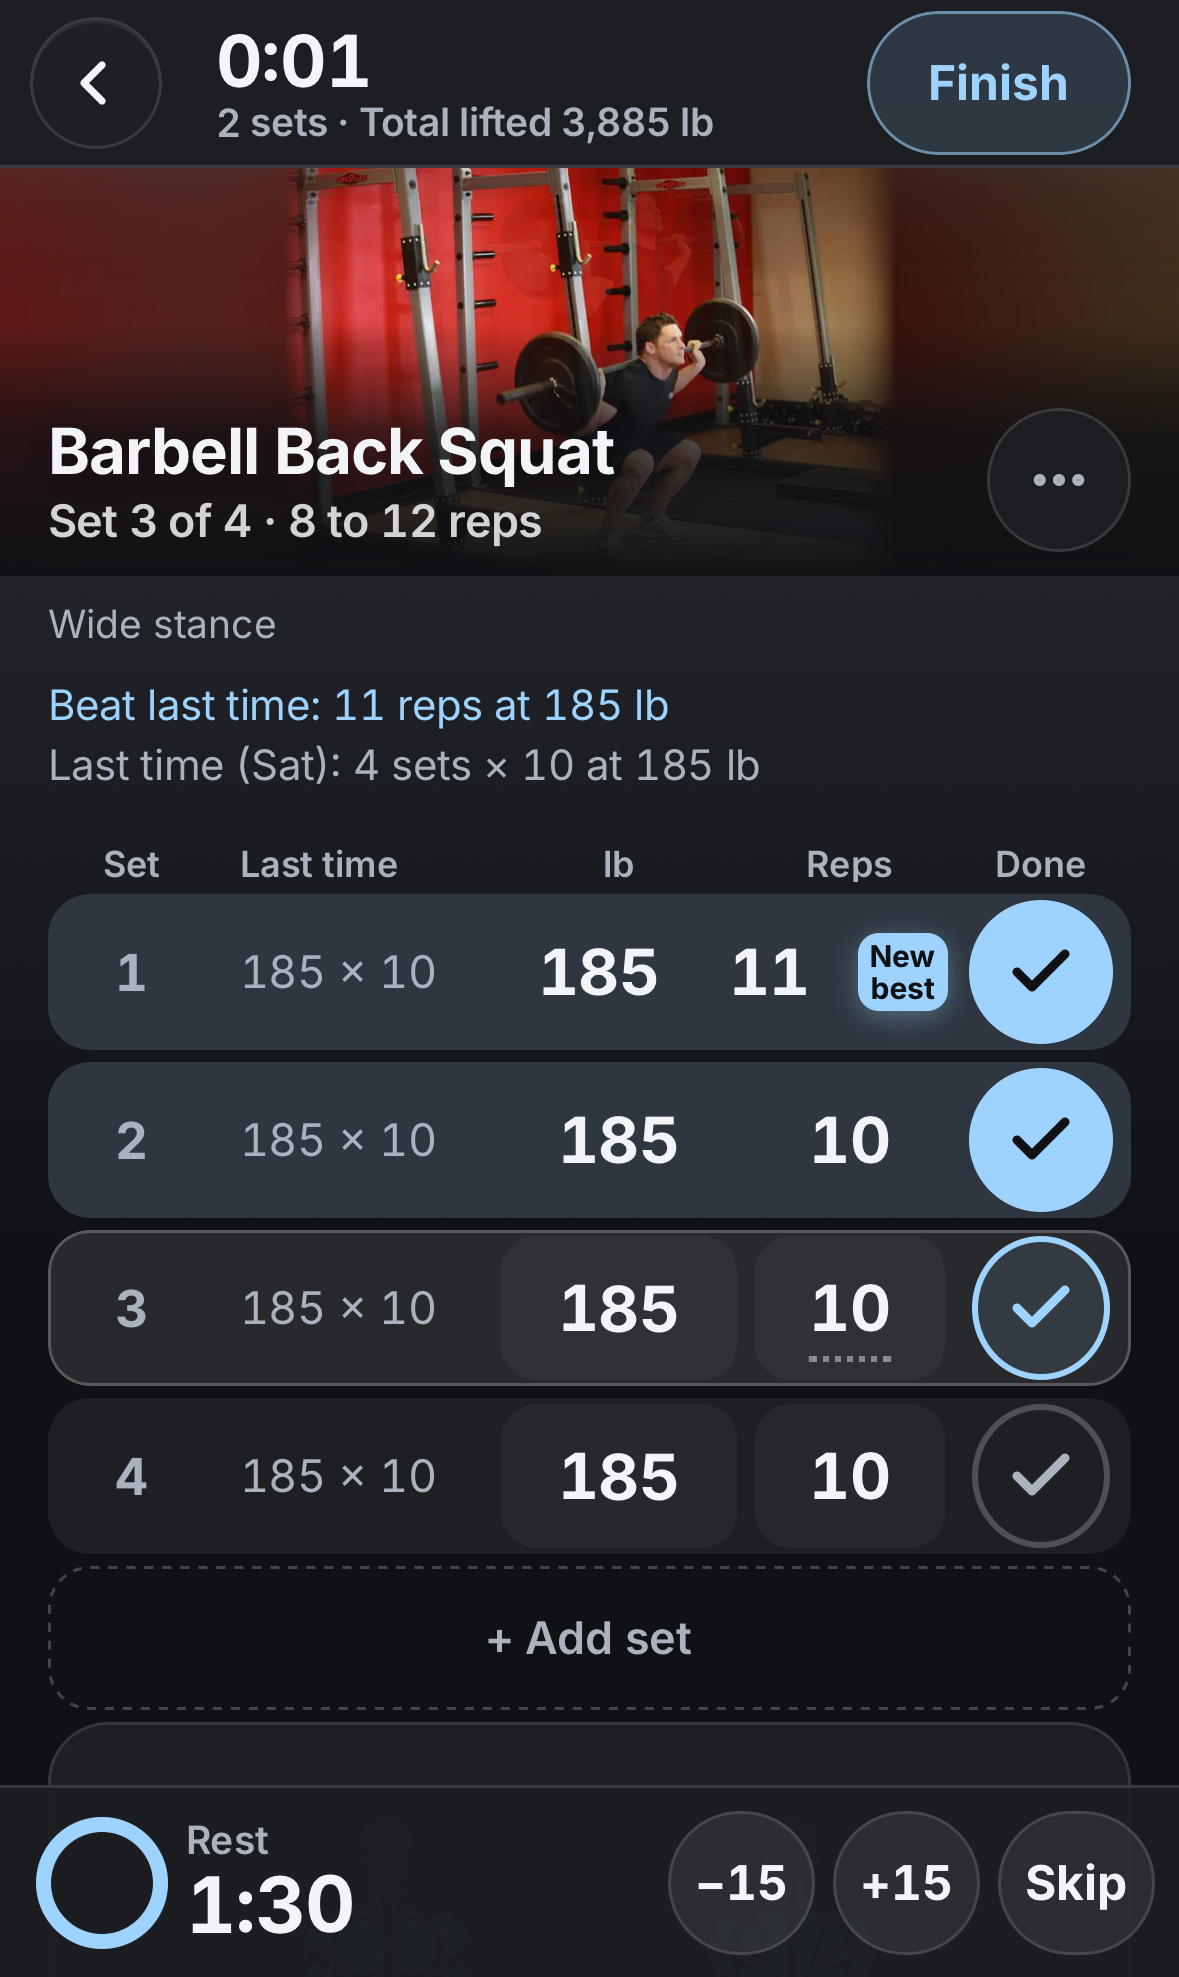 0:01
Finish
2 sets · Total lifted 3,885 lb
Barbell Back Squat
Set 3 of 4 · 8 to 12 reps
Wide stance
Beat last time: 11 reps at 185 lb
Last time (Sat): 4 sets × 10 at 185 lb
Set Last time lb Reps Done
1 185 × 10 185 11 New best
2 185 × 10 185 10
3 185 × 10 185 10
4 185 × 10 185 10
+ Add set
Rest
1:30 −15 +15 Skip